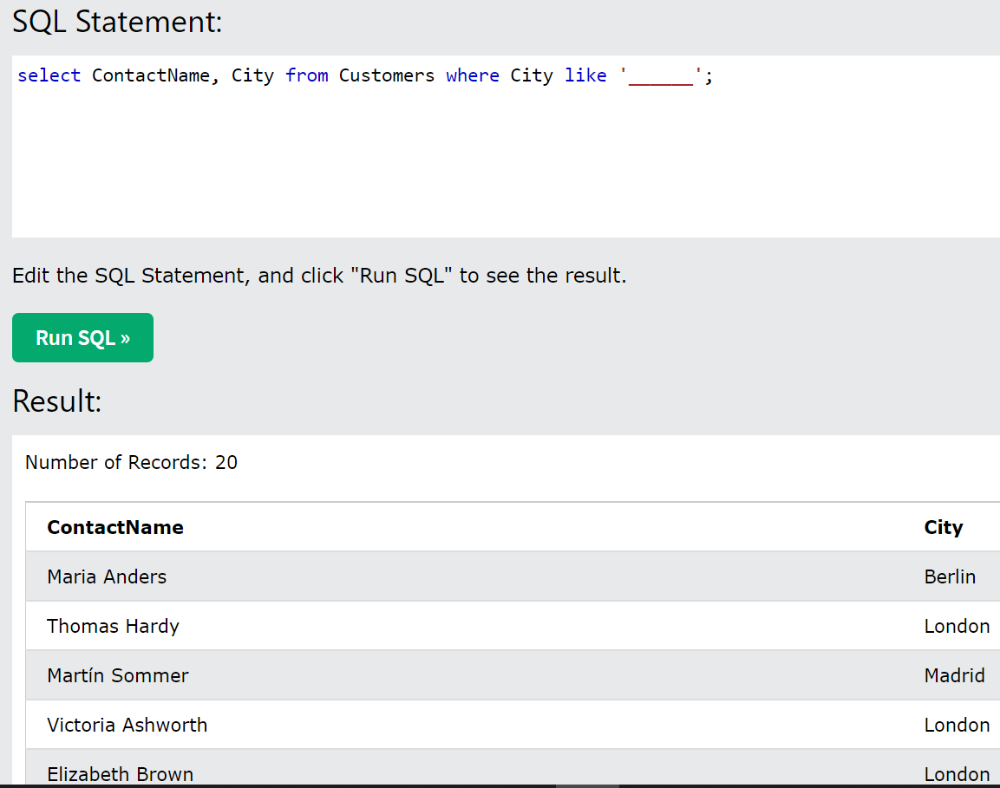 SQL Statement:
select ContactName, City from Customers where City like '______';
Edit the SQL Statement, and click "Run SQL" to see the result.
Run SQL »
Result:
Number of Records: 20
ContactName City
Maria Anders Berlin
Thomas Hardy London
Martín Sommer Madrid
Victoria Ashworth London
Elizabeth Brown London